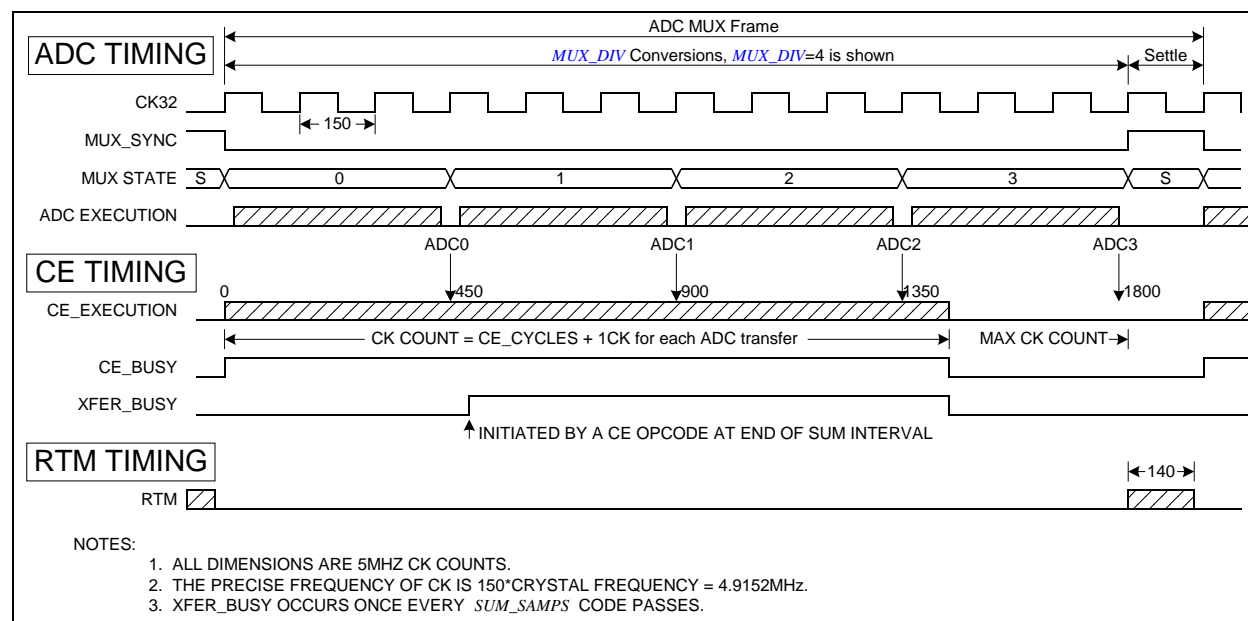 ADC MUX Frame
ADC TIMING
MUX_DIV Conversions, MUX_DIV=4 is shown
Settle
CK32
150
MUX_SYNC
MUX STATE
S
0
1
2
3
S
ADC EXECUTION
ADC0
ADC1
ADC2
ADC3
CE TIMING
0
450
900
1350
1800
CE_EXECUTION
CK COUNT = CE_CYCLES + 1CK for each ADC transfer
MAX CK COUNT
CE_BUSY
XFER_BUSY
INITIATED BY A CE OPCODE AT END OF SUM INTERVAL
RTM TIMING
140
RTM
NOTES:
1. ALL DIMENSIONS ARE 5MHZ CK COUNTS.
2. THE PRECISE FREQUENCY OF CK IS 150*CRYSTAL FREQUENCY = 4.9152MHz.
3. XFER_BUSY OCCURS ONCE EVERY SUM_SAMPS CODE PASSES.